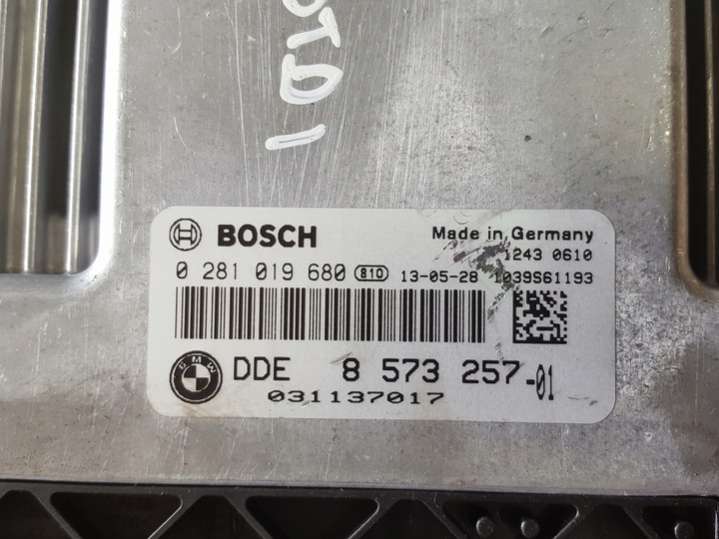 OTDI
BOSCH Made in Germany
1243 0610
0 281 019 680 810 13-05-28 1039S61193
BMW DDE 8 573 257-01
031137017